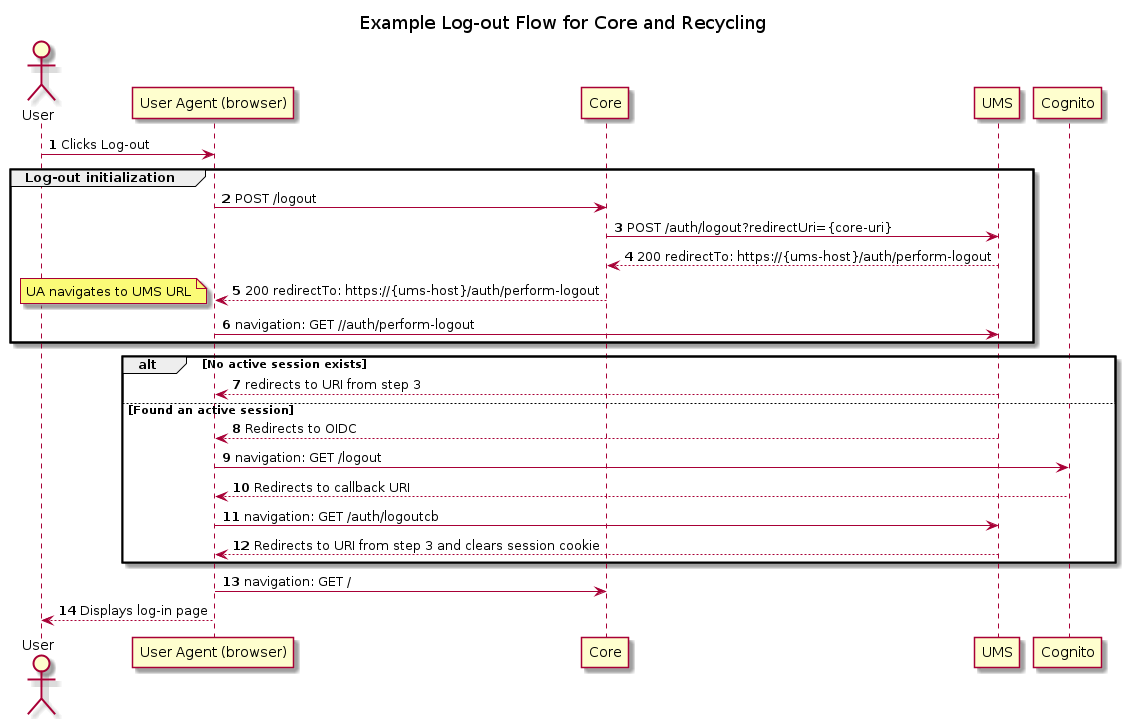 Example Log-out Flow for Core and Recycling
User
User Agent (browser)
Core
UMS
Cognito
1 Clicks Log-out
Log-out initialization
2 POST /logout
3 POST /auth/logout?redirectUri={core-uri}
4 200 redirectTo: https://{ums-host}/auth/perform-logout
UA navigates to UMS URL
5 200 redirectTo: https://{ums-host}/auth/perform-logout
6 navigation: GET //auth/perform-logout
alt [No active session exists]
7 redirects to URI from step 3
[Found an active session]
8 Redirects to OIDC
9 navigation: GET /logout
10 Redirects to callback URI
11 navigation: GET /auth/logoutcb
12 Redirects to URI from step 3 and clears session cookie
13 navigation: GET /
14 Displays log-in page
User
User Agent (browser)
Core
UMS
Cognito